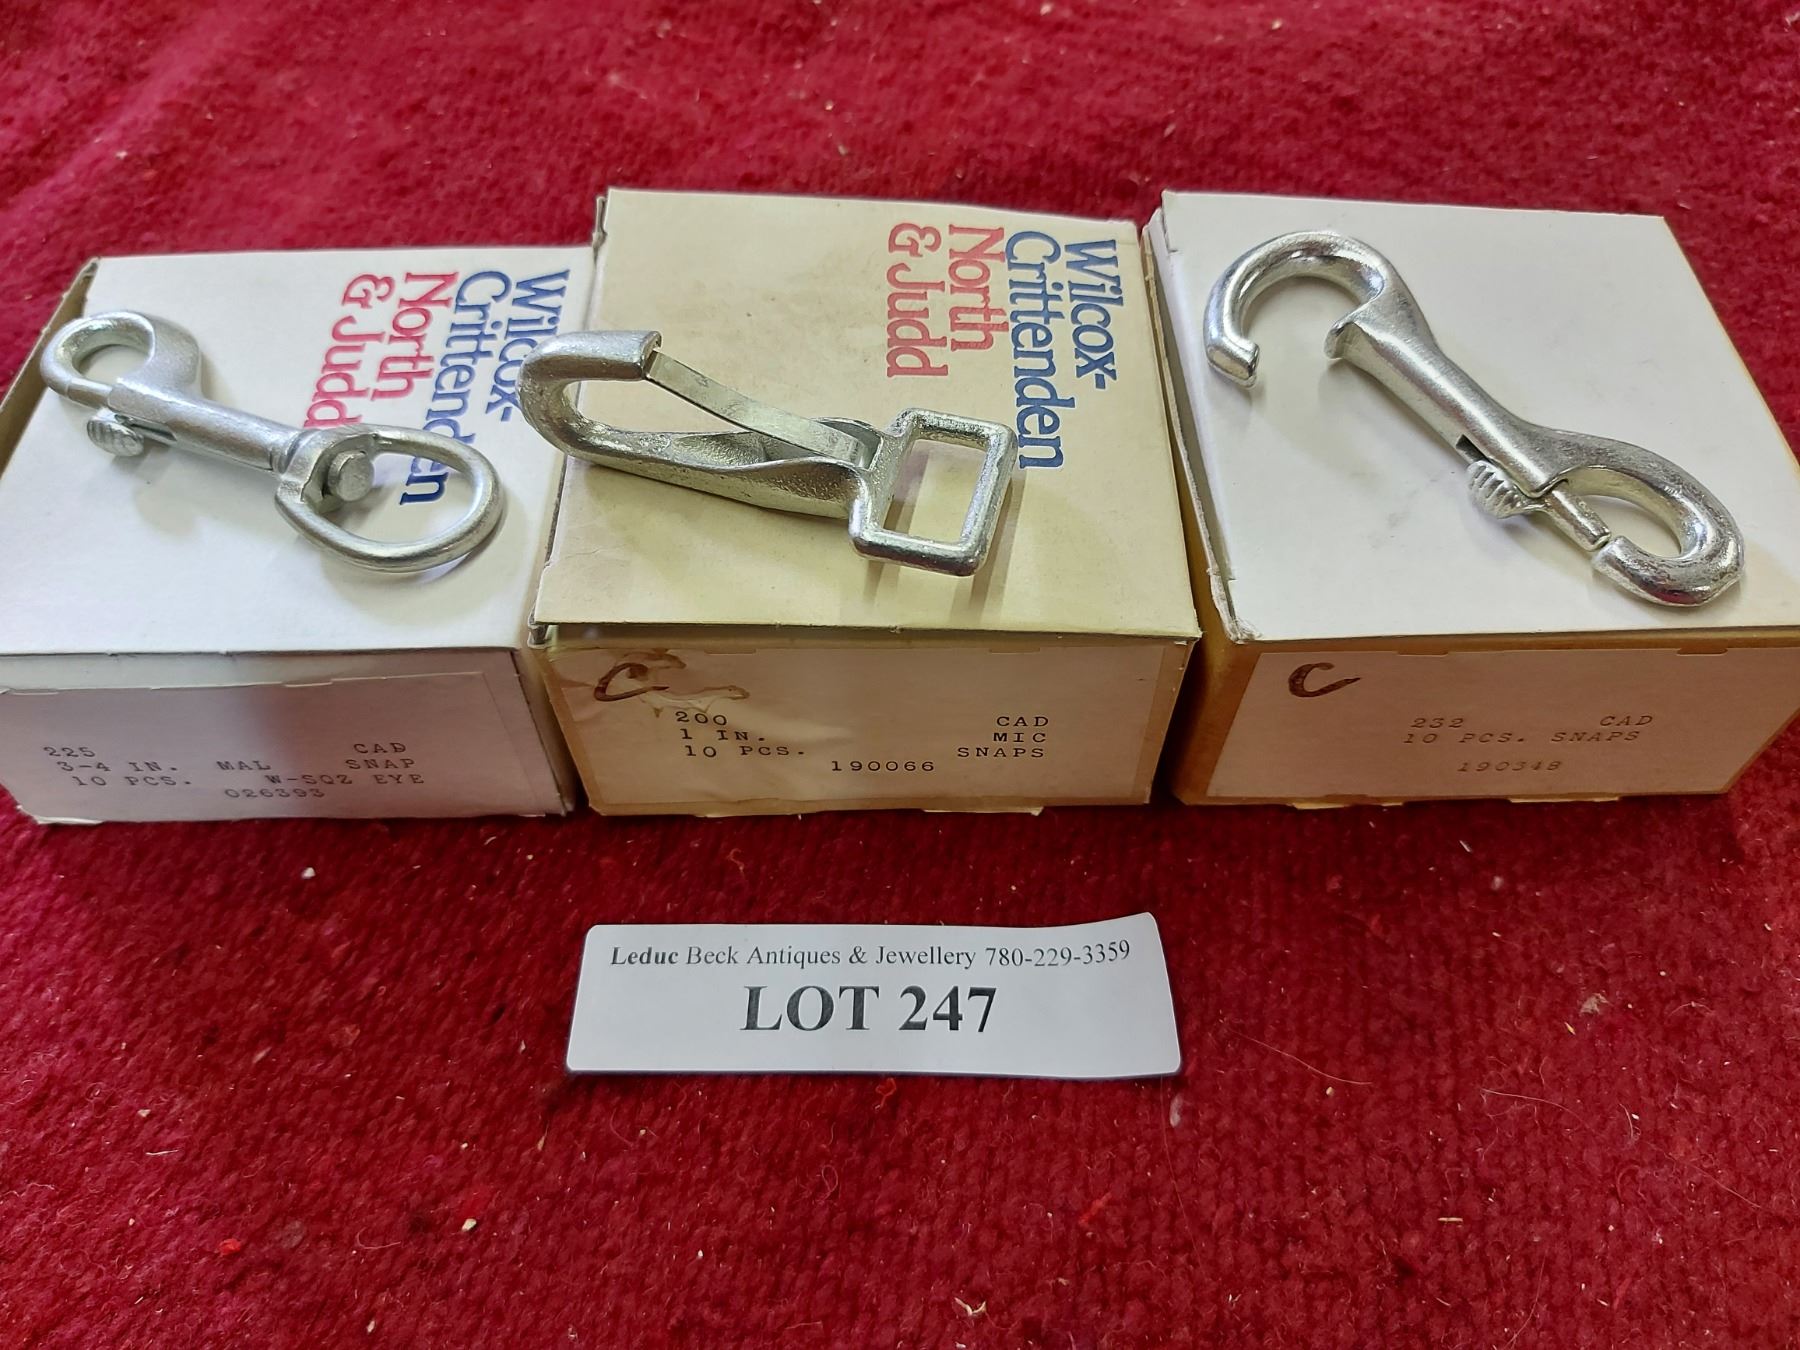 Wilcox-
Crittenden
North
& Judd
Wilcox-
Crittenden
North
& Judd
225 CAD
3-4 IN. MAL SNAP
10 PCS. W-SQZ EYE
026393
C
200 CAD
1 IN. MIC
10 PCS. SNAPS
190066
C
232 CAD
10 PCS. SNAPS
190348
Leduc Beck Antiques & Jewellery 780-229-3359
LOT 247